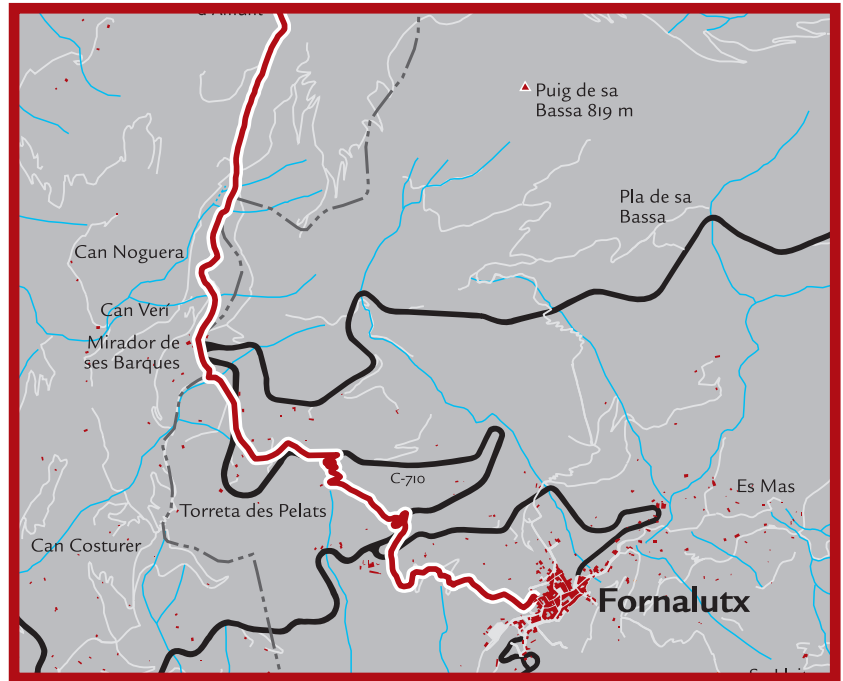 d'Amunt
Puig de sa
Bassa 819 m
Pla de sa
Bassa
Can Noguera
Can Verí
Mirador de
ses Barques
C-710
Es Mas
Torreta des Pelats
Can Costurer
Fornalutx